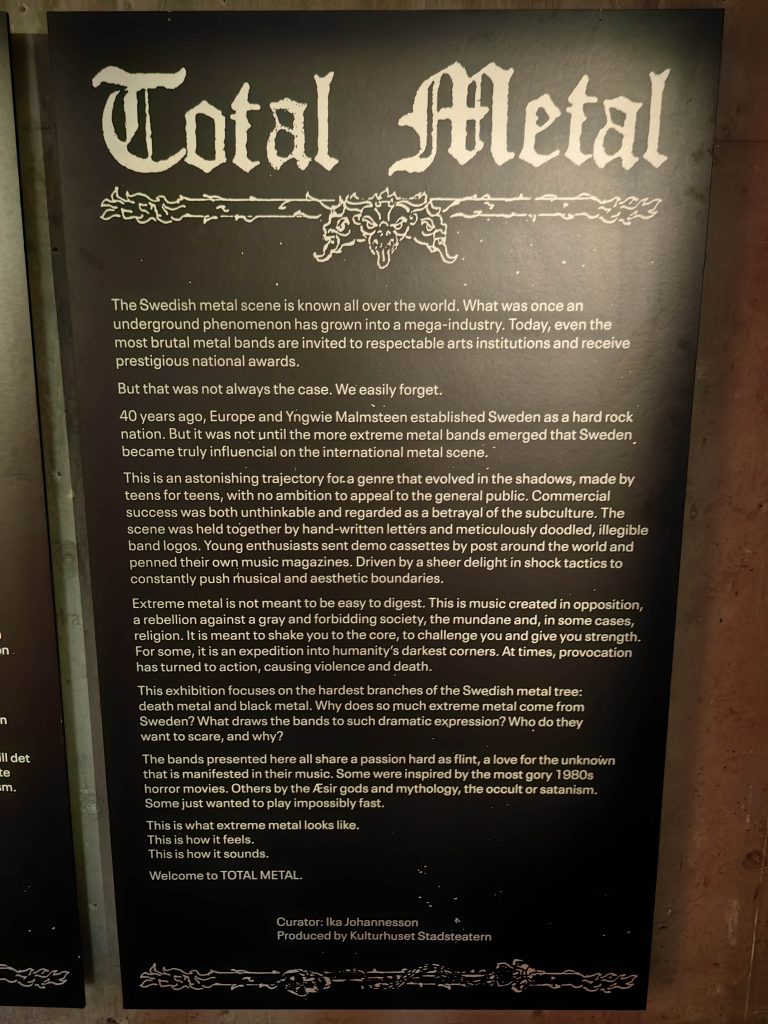 Total Metal
The Swedish metal scene is known all over the world. What was once an
underground phenomenon has grown into a mega-industry. Today, even the
most brutal metal bands are invited to respectable arts institutions and receive
prestigious national awards.
But that was not always the case. We easily forget.
40 years ago, Europe and Yngwie Malmsteen established Sweden as a hard rock
nation. But it was not until the more extreme metal bands emerged that Sweden
became truly influencial on the international metal scene.
This is an astonishing trajectory for a genre that evolved in the shadows, made by
teens for teens, with no ambition to appeal to the general public. Commercial
success was both unthinkable and regarded as a betrayal of the subculture. The
scene was held together by hand-written letters and meticulously doodled, illegible
band logos. Young enthusiasts sent demo cassettes by post around the world and
penned their own music magazines. Driven by a sheer delight in shock tactics to
constantly push musical and aesthetic boundaries.
Extreme metal is not meant to be easy to digest. This is music created in opposition,
a rebellion against a gray and forbidding society, the mundane and, in some cases,
religion. It is meant to shake you to the core, to challenge you and give you strength.
For some, it is an expedition into humanity's darkest corners. At times, provocation
has turned to action, causing violence and death.
This exhibition focuses on the hardest branches of the Swedish metal tree:
death metal and black metal. Why does so much extreme metal come from
Sweden? What draws the bands to such dramatic expression? Who do they
want to scare, and why?
The bands presented here all share a passion hard as flint, a love for the unknown
that is manifested in their music. Some were inspired by the most gory 1980s
horror movies. Others by the Æsir gods and mythology, the occult or satanism.
Some just wanted to play impossibly fast.
This is what extreme metal looks like.
This is how it feels.
This is how it sounds.
Welcome to TOTAL METAL.
Curator: Ika Johannesson
Produced by Kulturhuset Stadsteatern
det